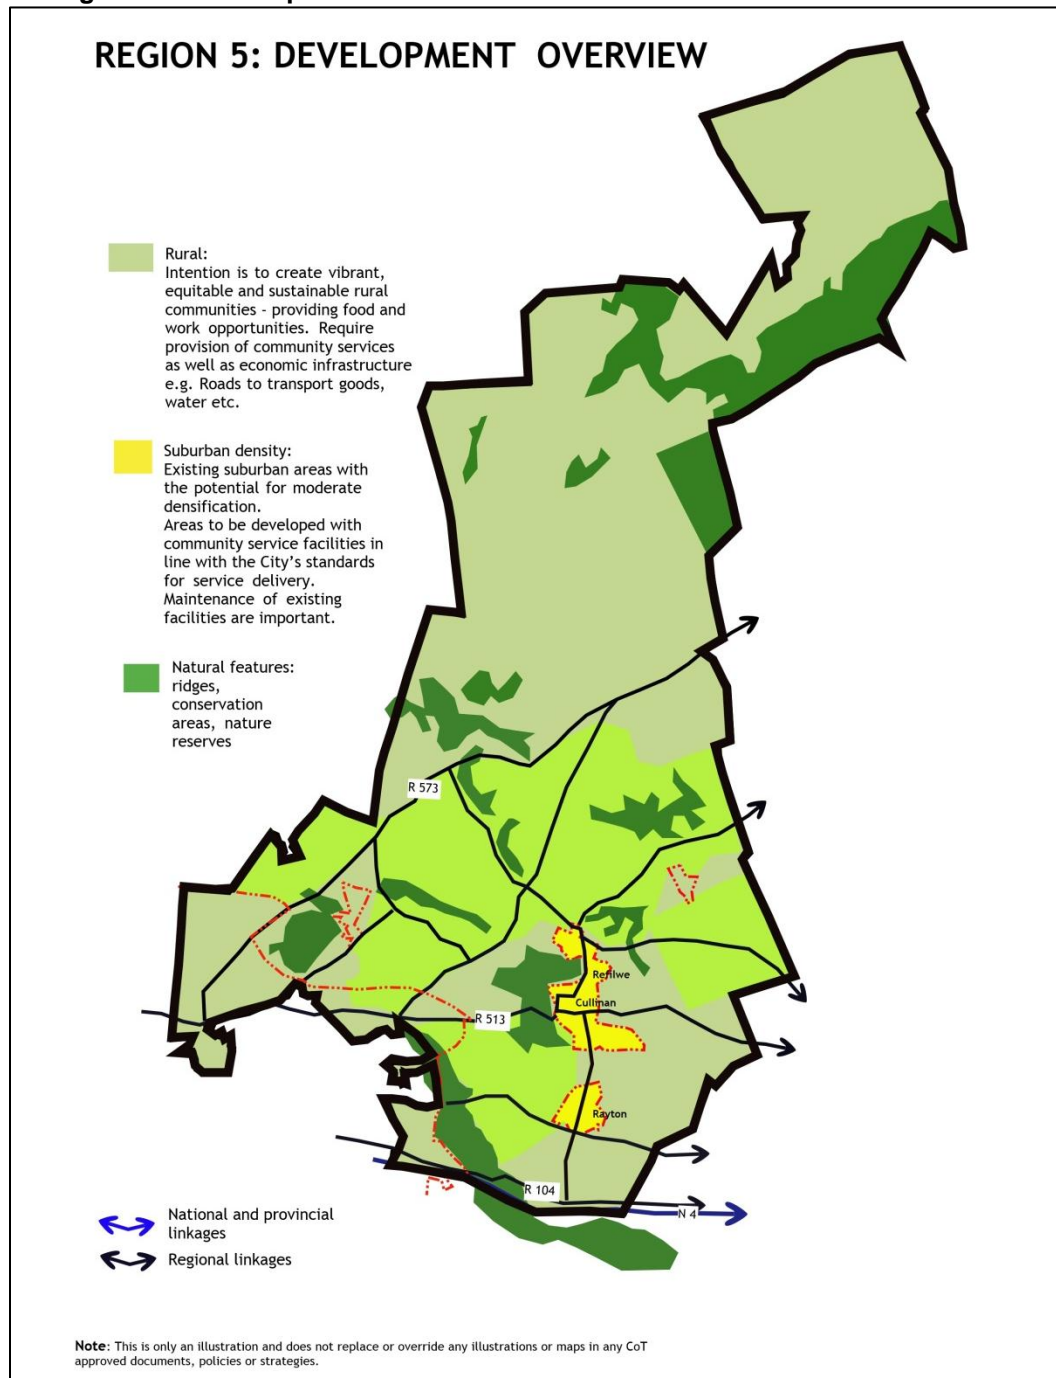 REGION 5: DEVELOPMENT OVERVIEW
Rural:
Intention is to create vibrant,
equitable and sustainable rural
communities - providing food and
work opportunities. Require
provision of community services
as well as economic infrastructure
e.g. Roads to transport goods,
water etc.
Suburban density:
Existing suburban areas with
the potential for moderate
densification.
Areas to be developed with
community service facilities in
line with the City's standards
for service delivery.
Maintenance of existing
facilities are important.
Natural features:
ridges,
conservation
areas, nature
reserves
R 573
Refilwe
Cullinan
R 513
Rayton
R 104
N 4
National and provincial
linkages
Regional linkages
Note: This is only an illustration and does not replace or override any illustrations or maps in any CoT
approved documents, policies or strategies.